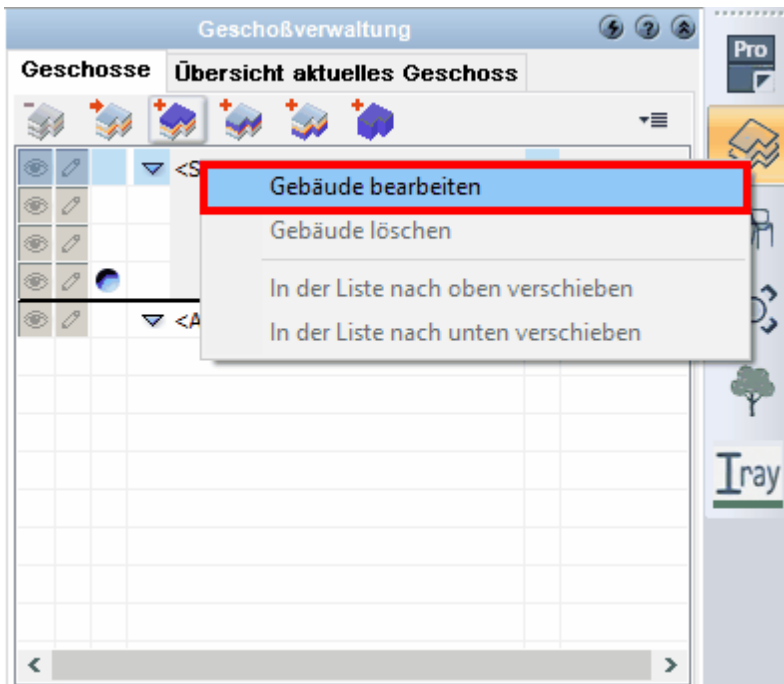 Geschoßverwaltung
Pro
Geschosse
Übersicht aktuelles Geschoss
<S
Gebäude bearbeiten
Gebäude löschen
In der Liste nach oben verschieben
In der Liste nach unten verschieben
<A
Iray